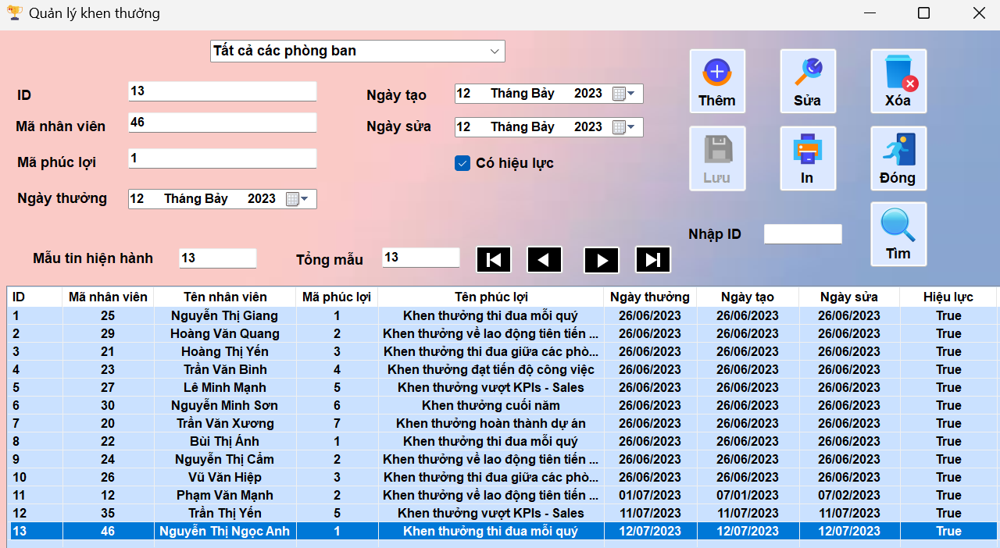 Quản lý khen thưởng
Tất cả các phòng ban
ID 13 Ngày tạo 12 Tháng Bảy 2023
Mã nhân viên 46 Ngày sửa 12 Tháng Bảy 2023
Mã phúc lợi 1 Có hiệu lực
Ngày thưởng 12 Tháng Bảy 2023
Thêm Sửa Xóa
Lưu In Đóng
Nhập ID Tìm
Mẫu tin hiện hành 13 Tổng mẫu 13
ID Mã nhân viên Tên nhân viên Mã phúc lợi Tên phúc lợi Ngày thưởng Ngày tạo Ngày sửa Hiệu lực
1 25 Nguyễn Thị Giang 1 Khen thưởng thi đua mỗi quý 26/06/2023 26/06/2023 26/06/2023 True
2 29 Hoàng Văn Quang 2 Khen thưởng về lao động tiên tiến ... 26/06/2023 26/06/2023 26/06/2023 True
3 21 Hoàng Thị Yến 3 Khen thưởng thi đua giữa các phò... 26/06/2023 26/06/2023 26/06/2023 True
4 23 Trần Văn Bình 4 Khen thưởng đạt tiến độ công việc 26/06/2023 26/06/2023 26/06/2023 True
5 27 Lê Minh Mạnh 5 Khen thưởng vượt KPIs - Sales 26/06/2023 26/06/2023 26/06/2023 True
6 30 Nguyễn Minh Sơn 6 Khen thưởng cuối năm 26/06/2023 26/06/2023 26/06/2023 True
7 20 Trần Văn Xương 7 Khen thưởng hoàn thành dự án 26/06/2023 26/06/2023 26/06/2023 True
8 22 Bùi Thị Ánh 1 Khen thưởng thi đua mỗi quý 26/06/2023 26/06/2023 26/06/2023 True
9 24 Nguyễn Thị Cẩm 2 Khen thưởng về lao động tiên tiến ... 26/06/2023 26/06/2023 26/06/2023 True
10 26 Vũ Văn Hiệp 3 Khen thưởng thi đua giữa các phò... 26/06/2023 26/06/2023 26/06/2023 True
11 12 Phạm Văn Mạnh 2 Khen thưởng về lao động tiên tiến ... 01/07/2023 07/01/2023 07/02/2023 True
12 35 Trần Thị Yến 5 Khen thưởng vượt KPIs - Sales 11/07/2023 11/07/2023 11/07/2023 True
13 46 Nguyễn Thị Ngọc Anh 1 Khen thưởng thi đua mỗi quý 12/07/2023 12/07/2023 12/07/2023 True